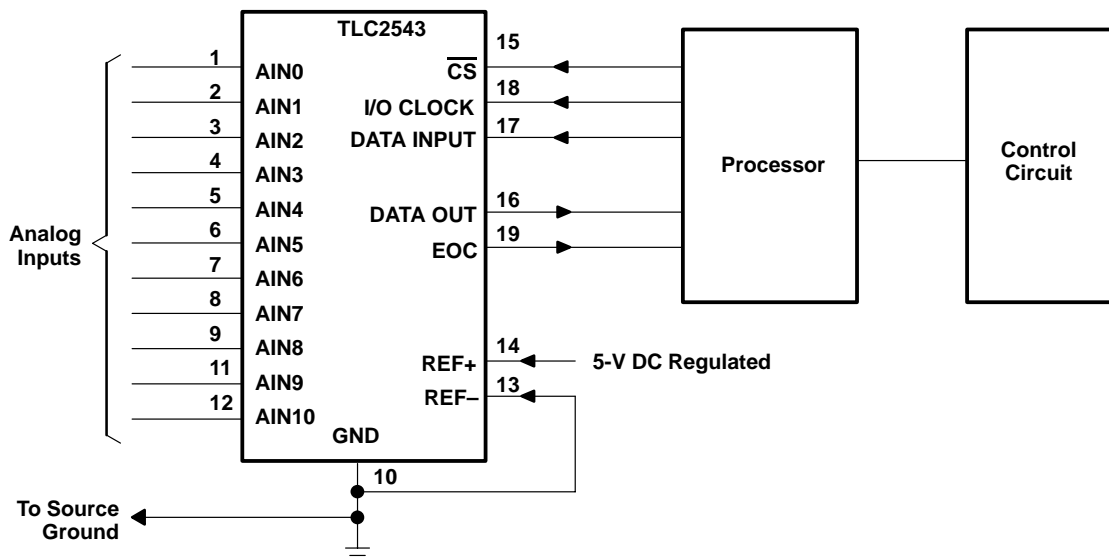 TLC2543
Analog
Inputs
1
AIN0
2
AIN1
3
AIN2
4
AIN3
5
AIN4
6
AIN5
7
AIN6
8
AIN7
9
AIN8
11
AIN9
12
AIN10
15
CS
18
I/O CLOCK
17
DATA INPUT
16
DATA OUT
19
EOC
14
REF+
5-V DC Regulated
13
REF–
GND
10
To Source
Ground
Processor
Control
Circuit